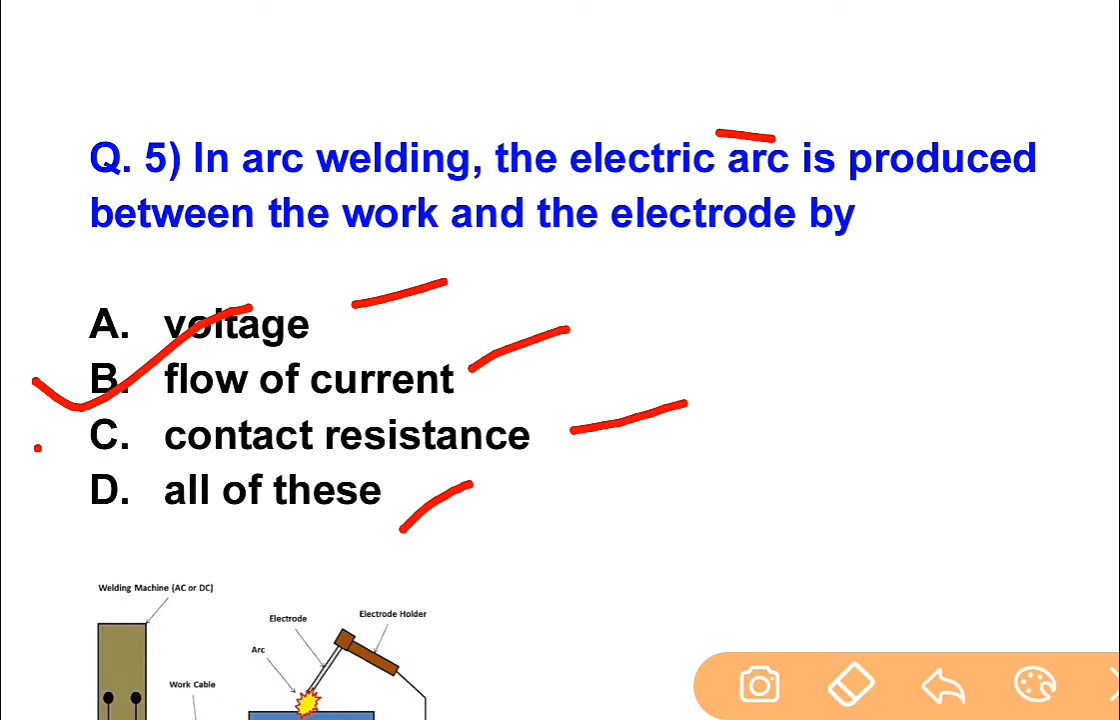 Q. 5) In arc welding, the electric arc is produced
between the work and the electrode by
A. voltage
B. flow of current
C. contact resistance
D. all of these
Welding Machine (AC or DC)
Electrode
Electrode Holder
Arc
Work Cable